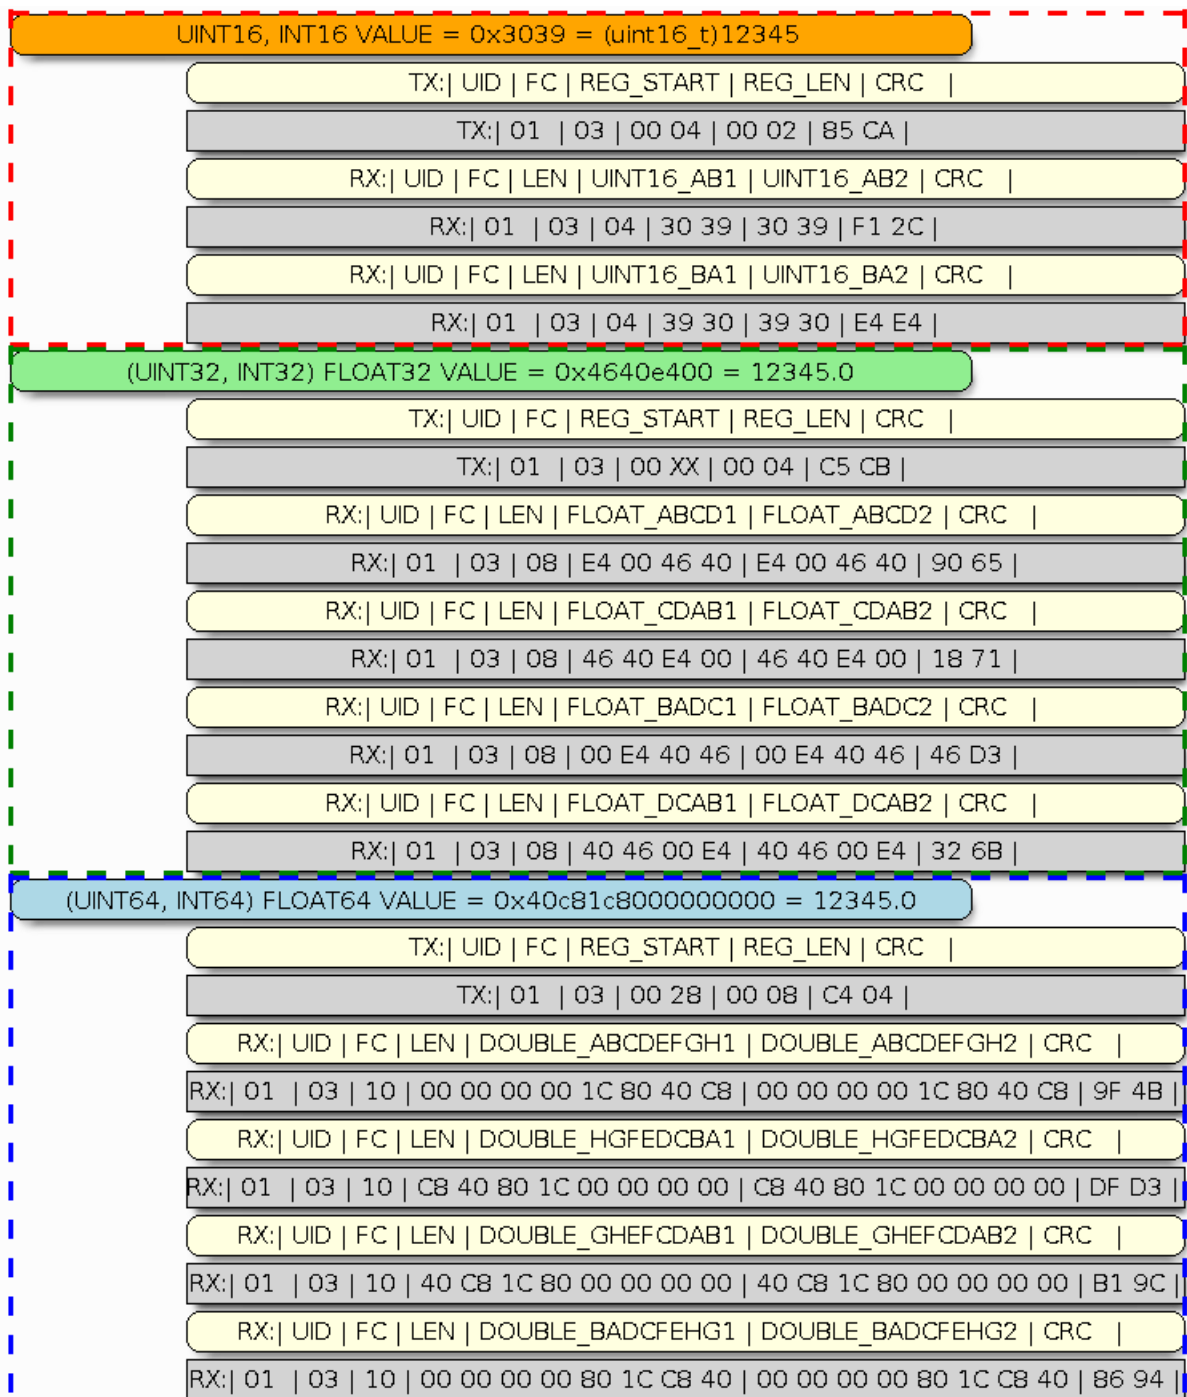 UINT16, INT16 VALUE = 0x3039 = (uint16_t)12345
TX:| UID | FC | REG_START | REG_LEN | CRC   |
TX:| 01  | 03 | 00 04 | 00 02 | 85 CA |
RX:| UID | FC | LEN | UINT16_AB1 | UINT16_AB2 | CRC   |
RX:| 01  | 03 | 04 | 30 39 | 30 39 | F1 2C |
RX:| UID | FC | LEN | UINT16_BA1 | UINT16_BA2 | CRC   |
RX:| 01  | 03 | 04 | 39 30 | 39 30 | E4 E4 |
(UINT32, INT32) FLOAT32 VALUE = 0x4640e400 = 12345.0
TX:| UID | FC | REG_START | REG_LEN | CRC   |
TX:| 01  | 03 | 00 XX | 00 04 | C5 CB |
RX:| UID | FC | LEN | FLOAT_ABCD1 | FLOAT_ABCD2 | CRC   |
RX:| 01  | 03 | 08 | E4 00 46 40 | E4 00 46 40 | 90 65 |
RX:| UID | FC | LEN | FLOAT_CDAB1 | FLOAT_CDAB2 | CRC   |
RX:| 01  | 03 | 08 | 46 40 E4 00 | 46 40 E4 00 | 18 71 |
RX:| UID | FC | LEN | FLOAT_BADC1 | FLOAT_BADC2 | CRC   |
RX:| 01  | 03 | 08 | 00 E4 40 46 | 00 E4 40 46 | 46 D3 |
RX:| UID | FC | LEN | FLOAT_DCAB1 | FLOAT_DCAB2 | CRC   |
RX:| 01  | 03 | 08 | 40 46 00 E4 | 40 46 00 E4 | 32 6B |
(UINT64, INT64) FLOAT64 VALUE = 0x40c81c8000000000 = 12345.0
TX:| UID | FC | REG_START | REG_LEN | CRC   |
TX:| 01  | 03 | 00 28 | 00 08 | C4 04 |
RX:| UID | FC | LEN | DOUBLE_ABCDEFGH1 | DOUBLE_ABCDEFGH2 | CRC   |
RX:| 01  | 03 | 10 | 00 00 00 00 1C 80 40 C8 | 00 00 00 00 1C 80 40 C8 | 9F 4B |
RX:| UID | FC | LEN | DOUBLE_HGFEDCBA1 | DOUBLE_HGFEDCBA2 | CRC   |
RX:| 01  | 03 | 10 | C8 40 80 1C 00 00 00 00 | C8 40 80 1C 00 00 00 00 | DF D3 |
RX:| UID | FC | LEN | DOUBLE_GHEFCDAB1 | DOUBLE_GHEFCDAB2 | CRC   |
RX:| 01  | 03 | 10 | 40 C8 1C 80 00 00 00 00 | 40 C8 1C 80 00 00 00 00 | B1 9C |
RX:| UID | FC | LEN | DOUBLE_BADCFEHG1 | DOUBLE_BADCFEHG2 | CRC   |
RX:| 01  | 03 | 10 | 00 00 00 00 80 1C C8 40 | 00 00 00 00 80 1C C8 40 | 86 94 |